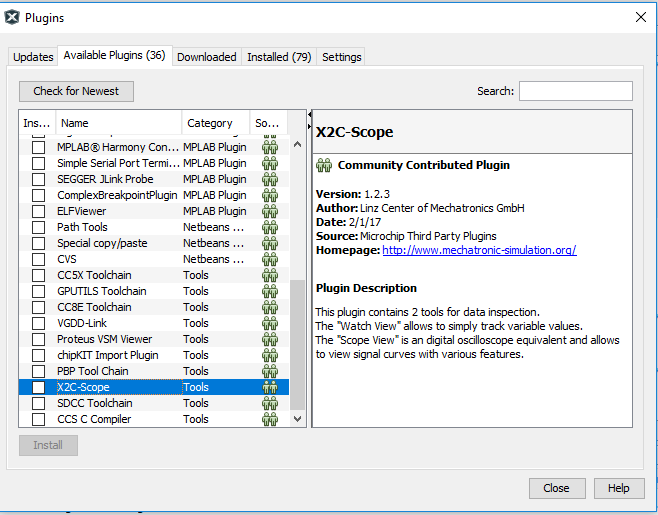 Plugins
Updates
Available Plugins (36)
Downloaded
Installed (79)
Settings
Check for Newest
Search:
Ins...
Name
Category
So...
MPLAB® Harmony Con... MPLAB Plugin
Simple Serial Port Termi... MPLAB Plugin
SEGGER JLink Probe MPLAB Plugin
ComplexBreakpointPlugin MPLAB Plugin
ELFViewer MPLAB Plugin
Path Tools Netbeans ...
Special copy/paste Netbeans ...
CVS Netbeans ...
CC5X Toolchain Tools
GPUTILS Toolchain Tools
CC8E Toolchain Tools
VGDD-Link Tools
Proteus VSM Viewer Tools
chipKIT Import Plugin Tools
PBP Tool Chain Tools
X2C-Scope Tools
SDCC Toolchain Tools
CCS C Compiler Tools
Install
X2C-Scope
Community Contributed Plugin
Version: 1.2.3
Author: Linz Center of Mechatronics GmbH
Date: 2/1/17
Source: Microchip Third Party Plugins
Homepage: http://www.mechatronic-simulation.org/
Plugin Description
This plugin contains 2 tools for data inspection.
The "Watch View" allows to simply track variable values.
The "Scope View" is an digital oscilloscope equivalent and allows
to view signal curves with various features.
Close
Help